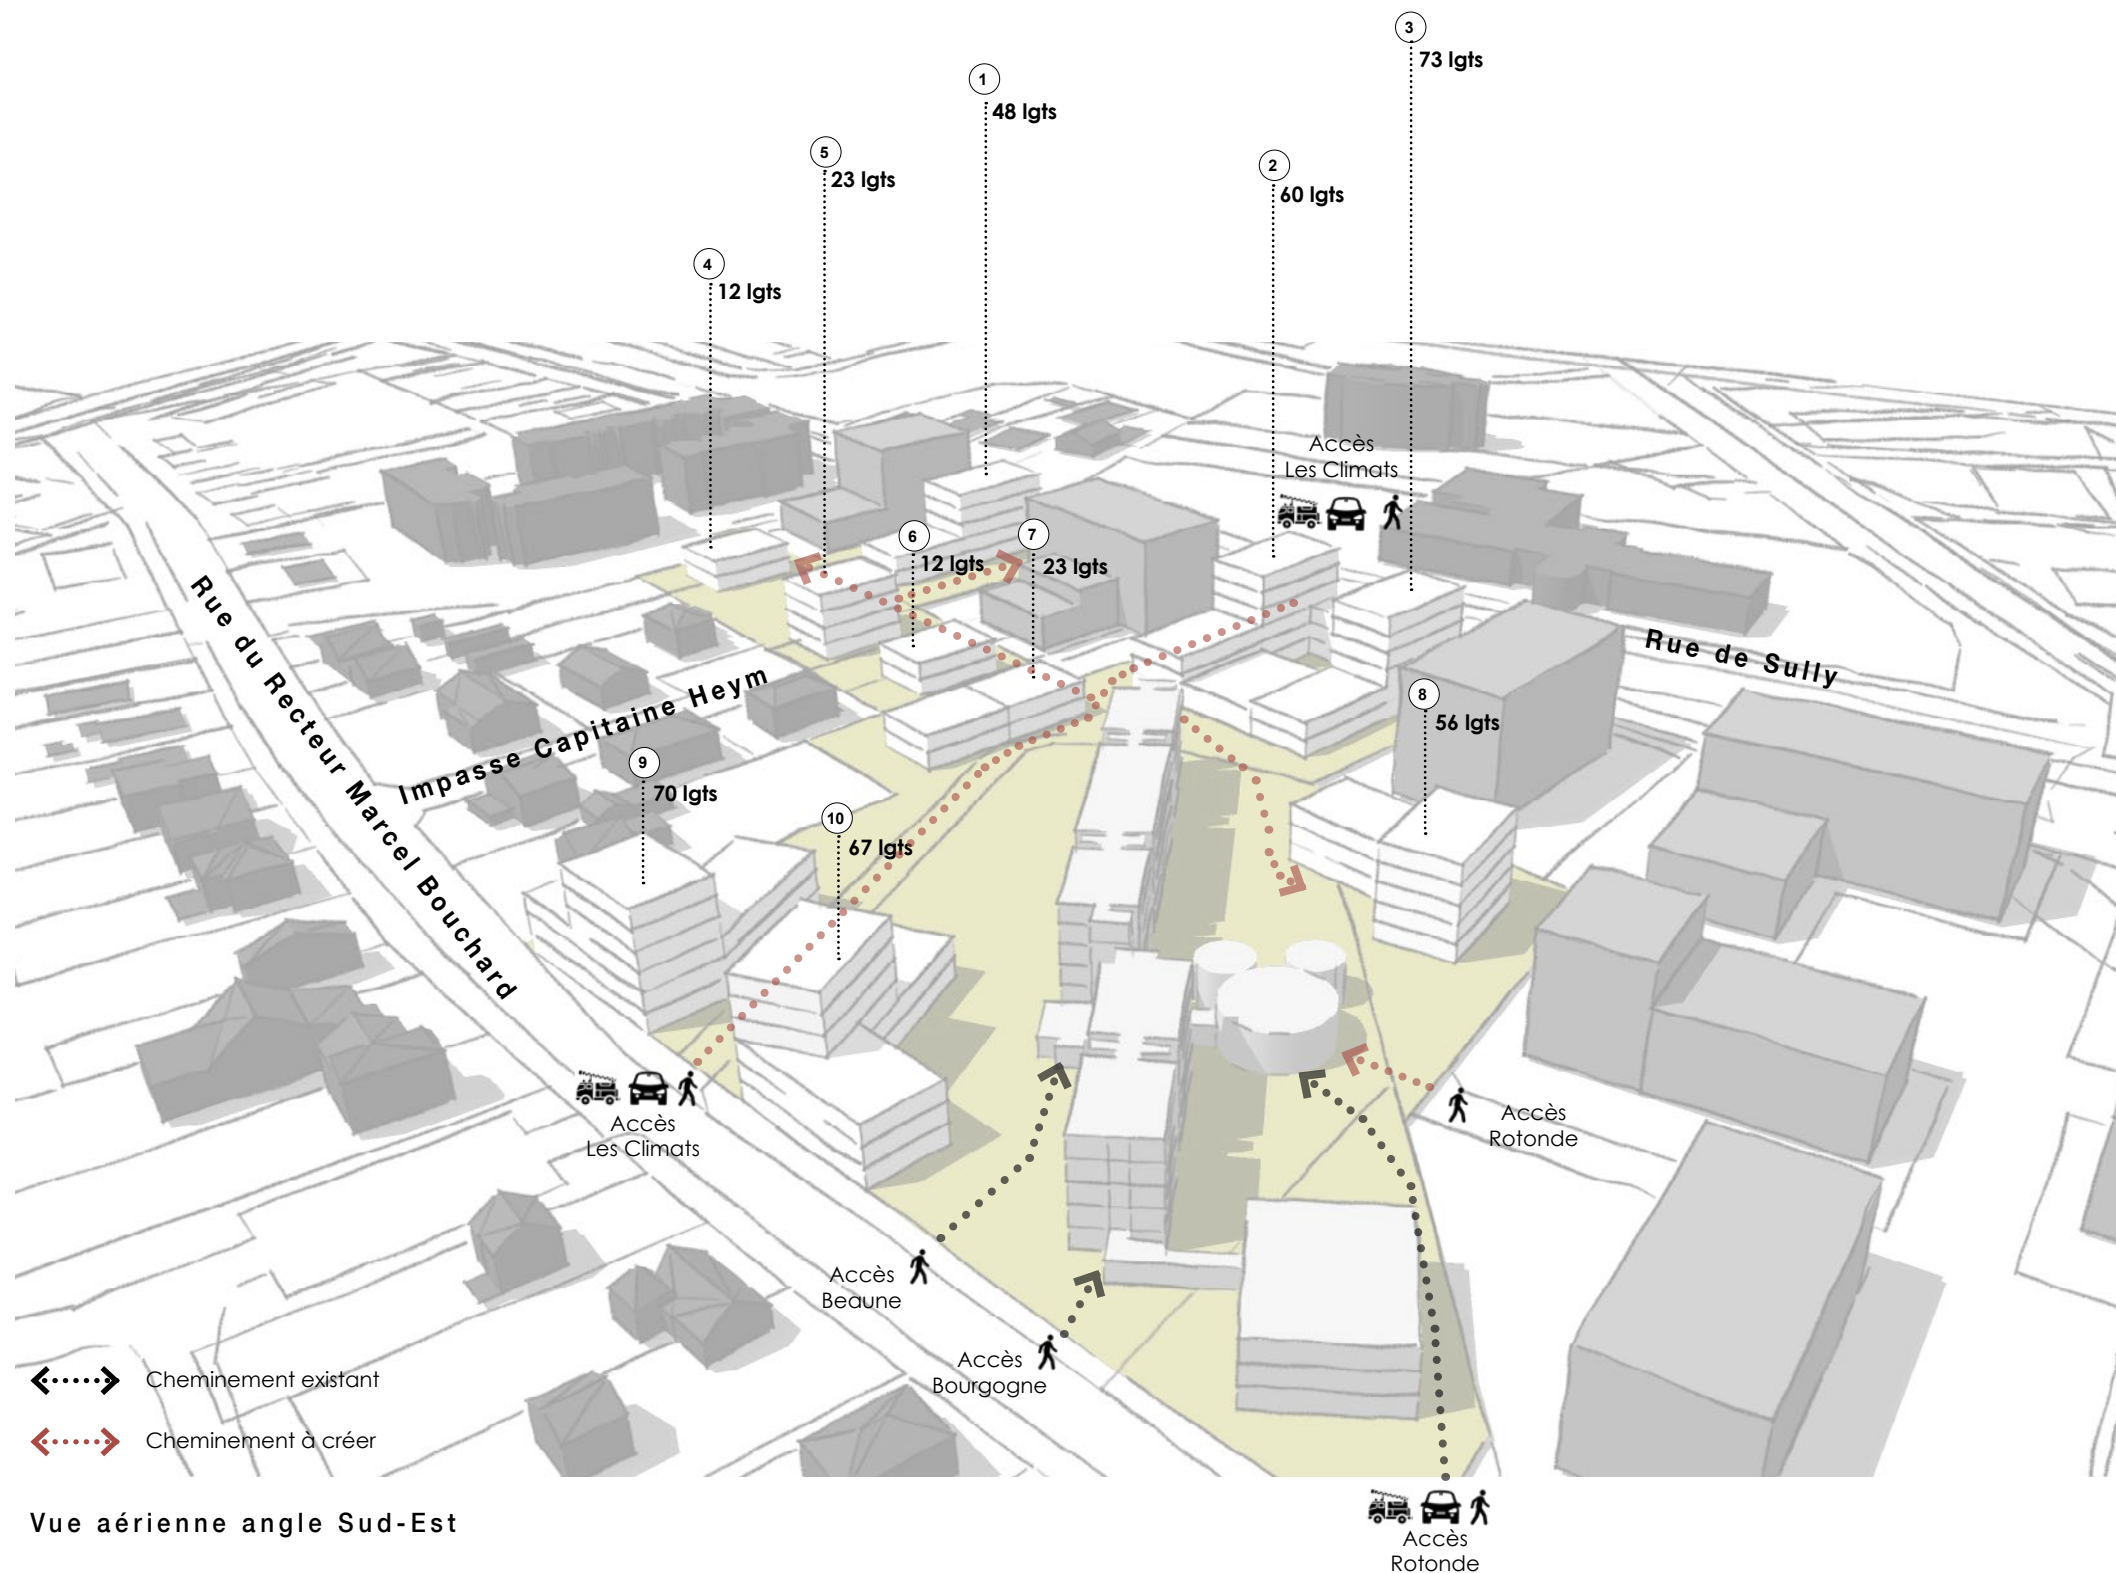 3
73 lgts
1
48 lgts
5
23 lgts
2
60 lgts
4
12 lgts
Accès
Les Climats
6
12 lgts
7
23 lgts
Rue du Recteur Marcel Bouchard
Impasse Capitaine Heym
Rue de Sully
8
56 lgts
9
70 lgts
10
67 lgts
Accès
Les Climats
Accès
Rotonde
Accès
Beaune
Accès
Bourgogne
Cheminement existant
Cheminement à créer
Vue aérienne angle Sud-Est
Accès
Rotonde